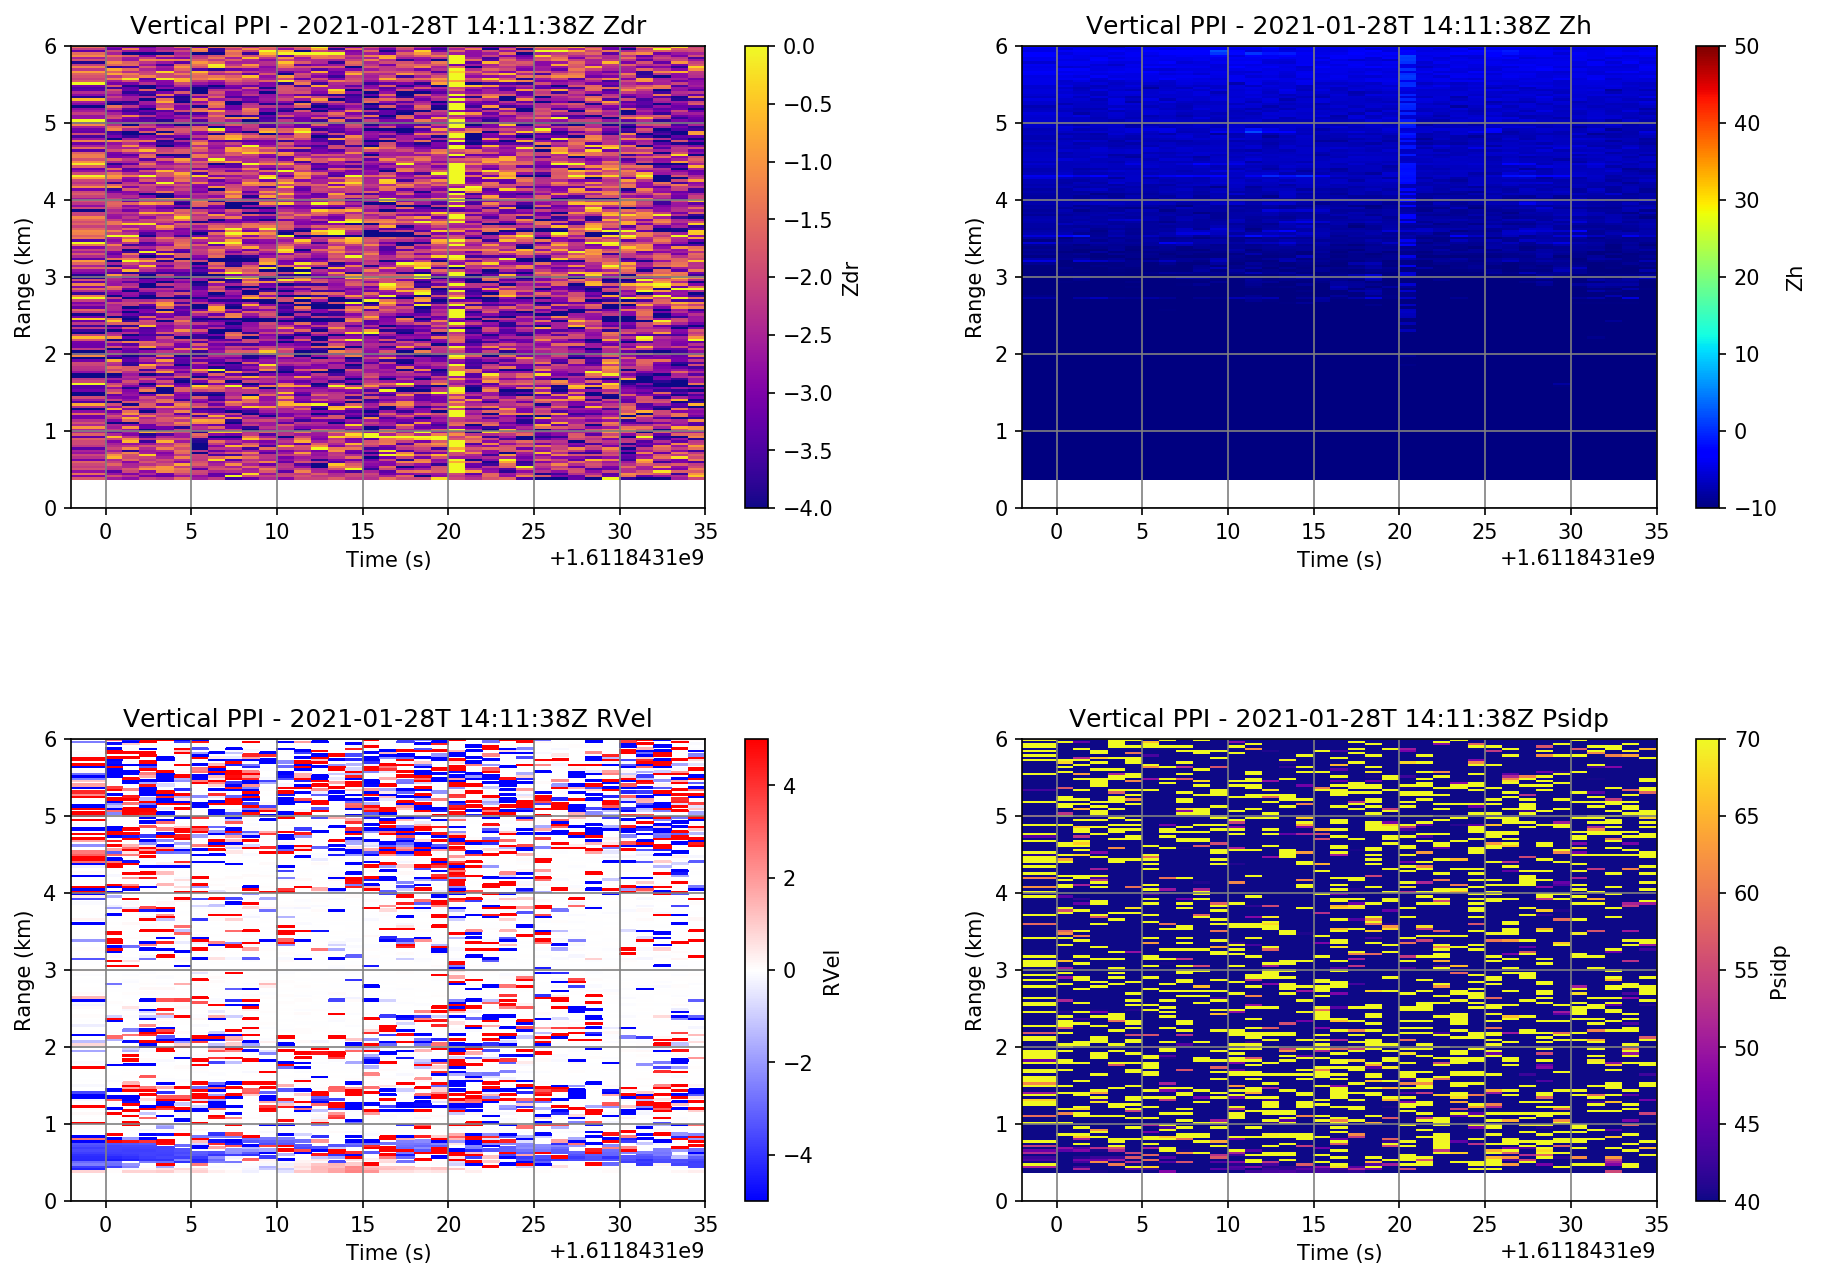 Vertical PPI - 2021-01-28T 14:11:38Z Zdr
6
5
4
3
2
1
0
Range (km)
0 5 10 15 20 25 30 35
Time (s)
+1.6118431e9
0.0
−0.5
−1.0
−1.5
−2.0
−2.5
−3.0
−3.5
−4.0
Zdr
Vertical PPI - 2021-01-28T 14:11:38Z Zh
6
5
4
3
2
1
0
Range (km)
0 5 10 15 20 25 30 35
Time (s)
+1.6118431e9
50
40
30
20
10
0
−10
Zh
Vertical PPI - 2021-01-28T 14:11:38Z RVel
6
5
4
3
2
1
0
Range (km)
0 5 10 15 20 25 30 35
Time (s)
+1.6118431e9
4
2
0
−2
−4
RVel
Vertical PPI - 2021-01-28T 14:11:38Z Psidp
6
5
4
3
2
1
0
Range (km)
0 5 10 15 20 25 30 35
Time (s)
+1.6118431e9
70
65
60
55
50
45
40
Psidp